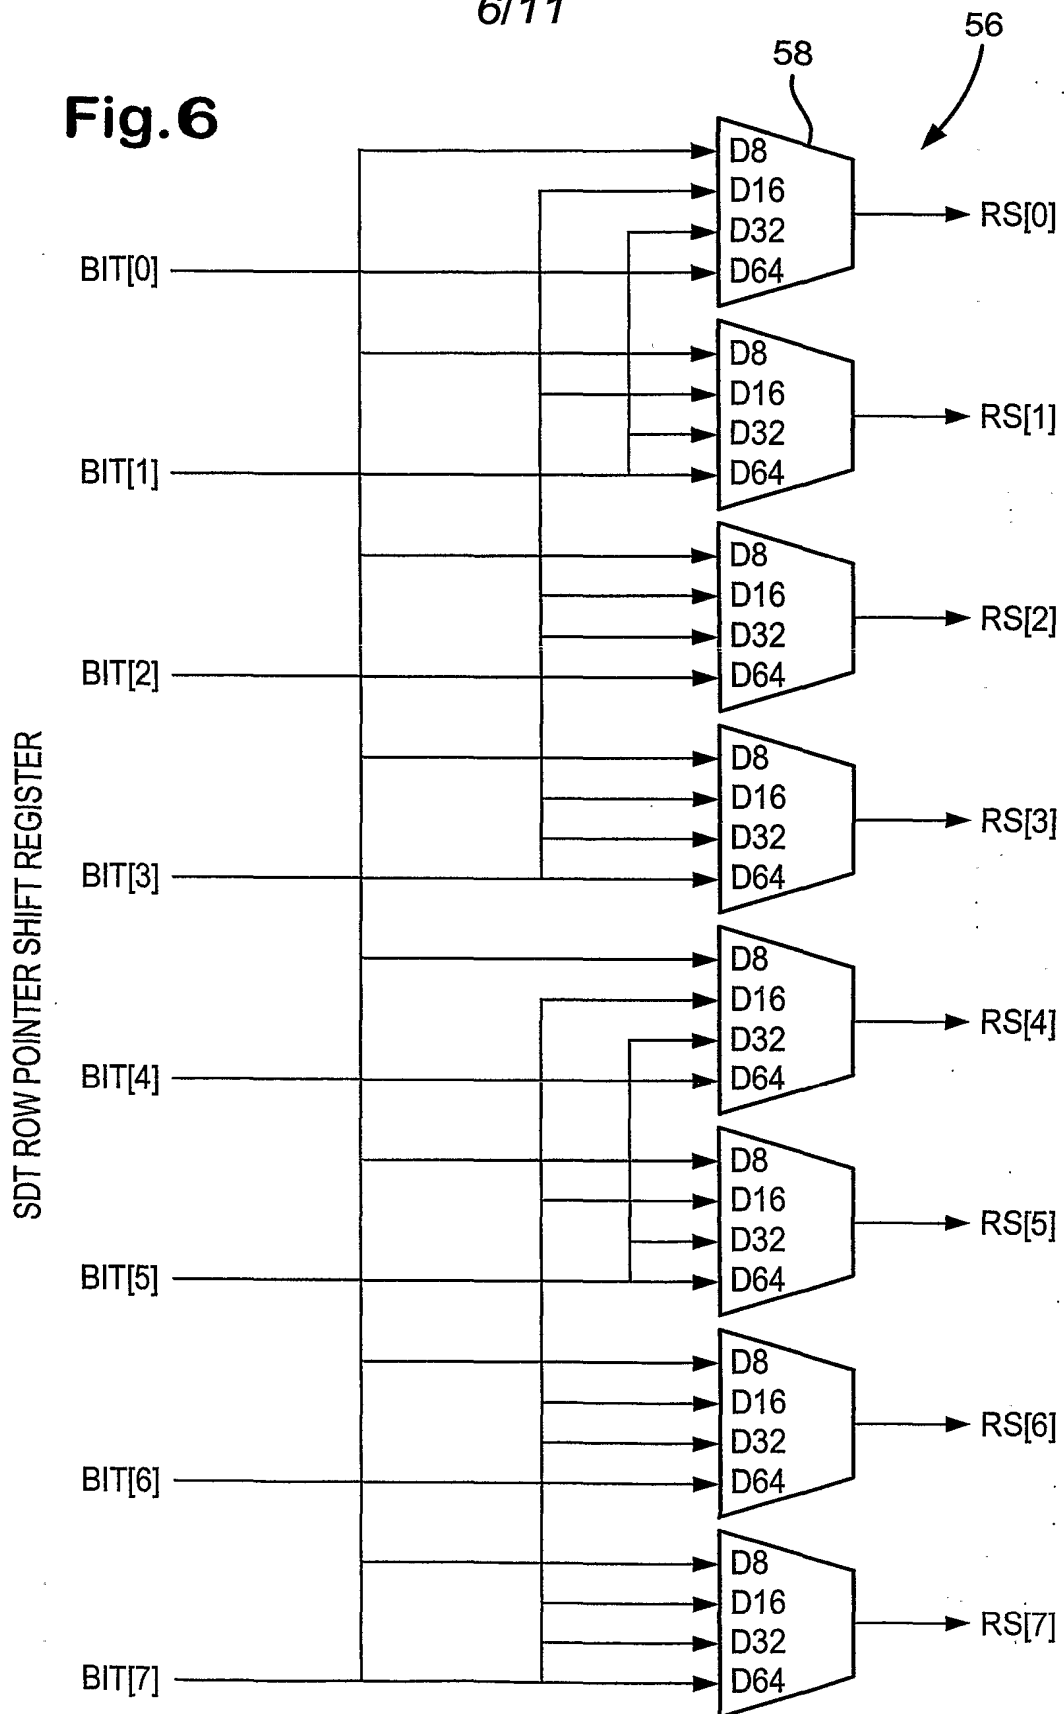 6/11
56
58
Fig.6
D8
D16
D32
D64
BIT[0]
RS[0]
D8
D16
D32
D64
BIT[1]
RS[1]
D8
D16
D32
D64
BIT[2]
RS[2]
D8
D16
D32
D64
BIT[3]
RS[3]
SDT ROW POINTER SHIFT REGISTER
D8
D16
D32
D64
BIT[4]
RS[4]
D8
D16
D32
D64
BIT[5]
RS[5]
D8
D16
D32
D64
BIT[6]
RS[6]
D8
D16
D32
D64
BIT[7]
RS[7]